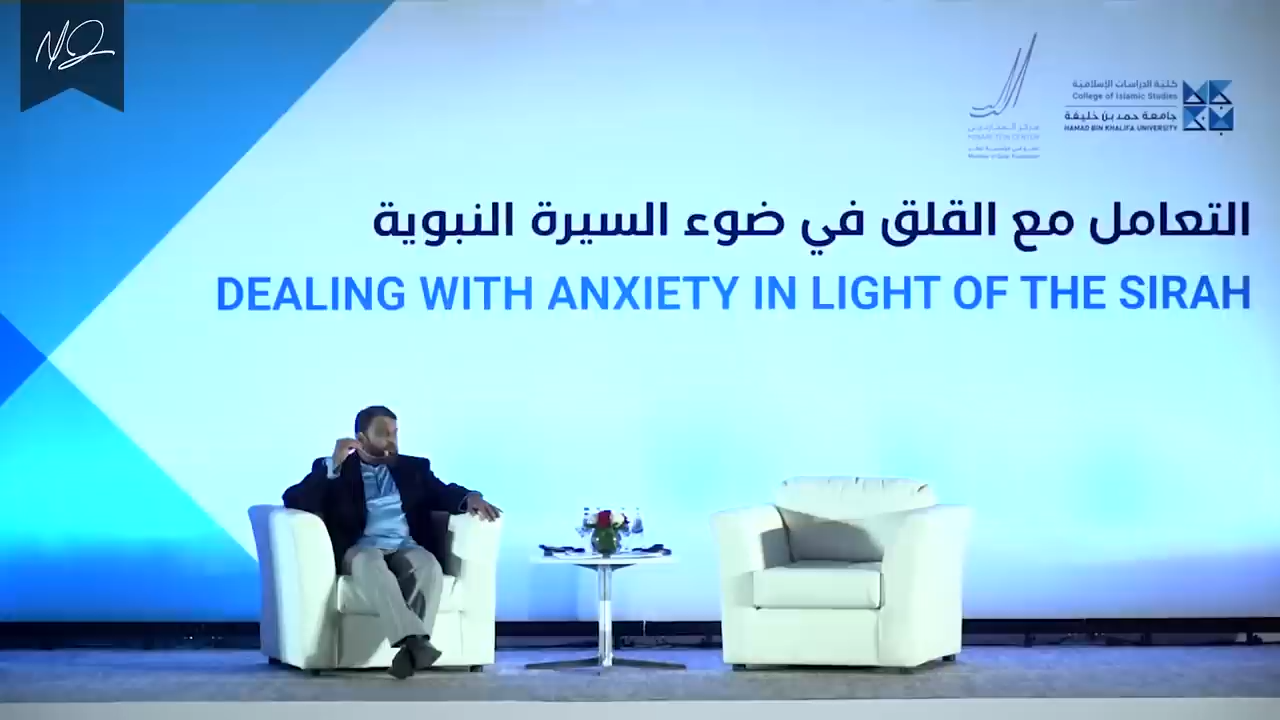 كلية الدراسات الإسلامية
College of Islamic Studies
جامعة حمد بن خليفة
HAMAD BIN KHALIFA UNIVERSITY
التعامل مع القلق في ضوء السيرة النبوية
DEALING WITH ANXIETY IN LIGHT OF THE SIRAH